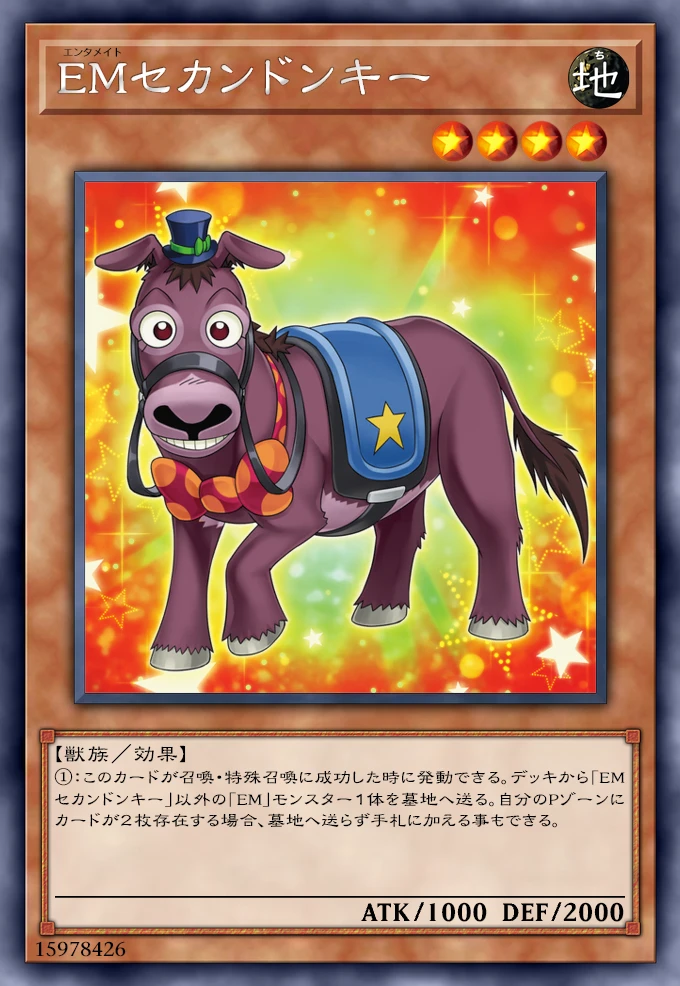 エンタメイト
EMセカンドンキー
ち
地
【獣族／効果】
①：このカードが召喚・特殊召喚に成功した時に発動できる。デッキから「EM
セカンドンキー」以外の「EM」モンスター１体を墓地へ送る。自分のPゾーンに
カードが２枚存在する場合、墓地へ送らず手札に加える事もできる。
ATK/1000 DEF/2000
15978426